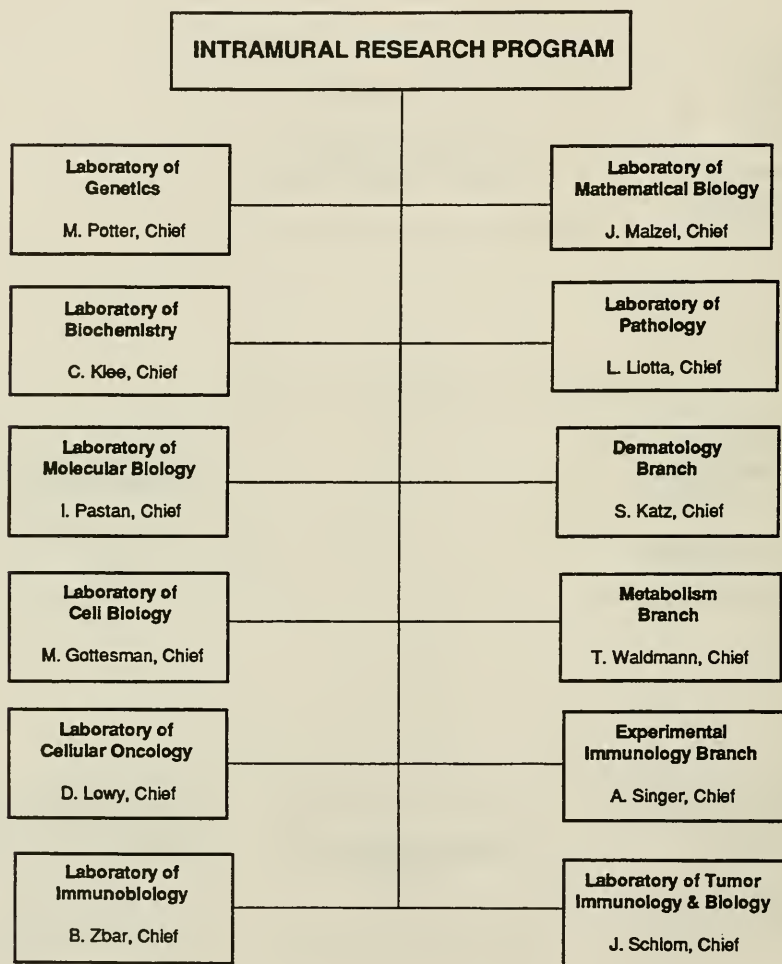 INTRAMURAL RESEARCH PROGRAM
Laboratory of
Genetics
M. Potter, Chief
Laboratory of
Mathematical Biology
J. Maizel, Chief
Laboratory of
Biochemistry
C. Klee, Chief
Laboratory of
Pathology
L. Liotta, Chief
Laboratory of
Molecular Biology
I. Pastan, Chief
Dermatology
Branch
S. Katz, Chief
Laboratory of
Cell Biology
M. Gottesman, Chief
Metabolism
Branch
T. Waldmann, Chief
Laboratory of
Cellular Oncology
D. Lowy, Chief
Experimental
Immunology Branch
A. Singer, Chief
Laboratory of
Immunobiology
B. Zbar, Chief
Laboratory of Tumor
Immunology & Biology
J. Schlom, Chief